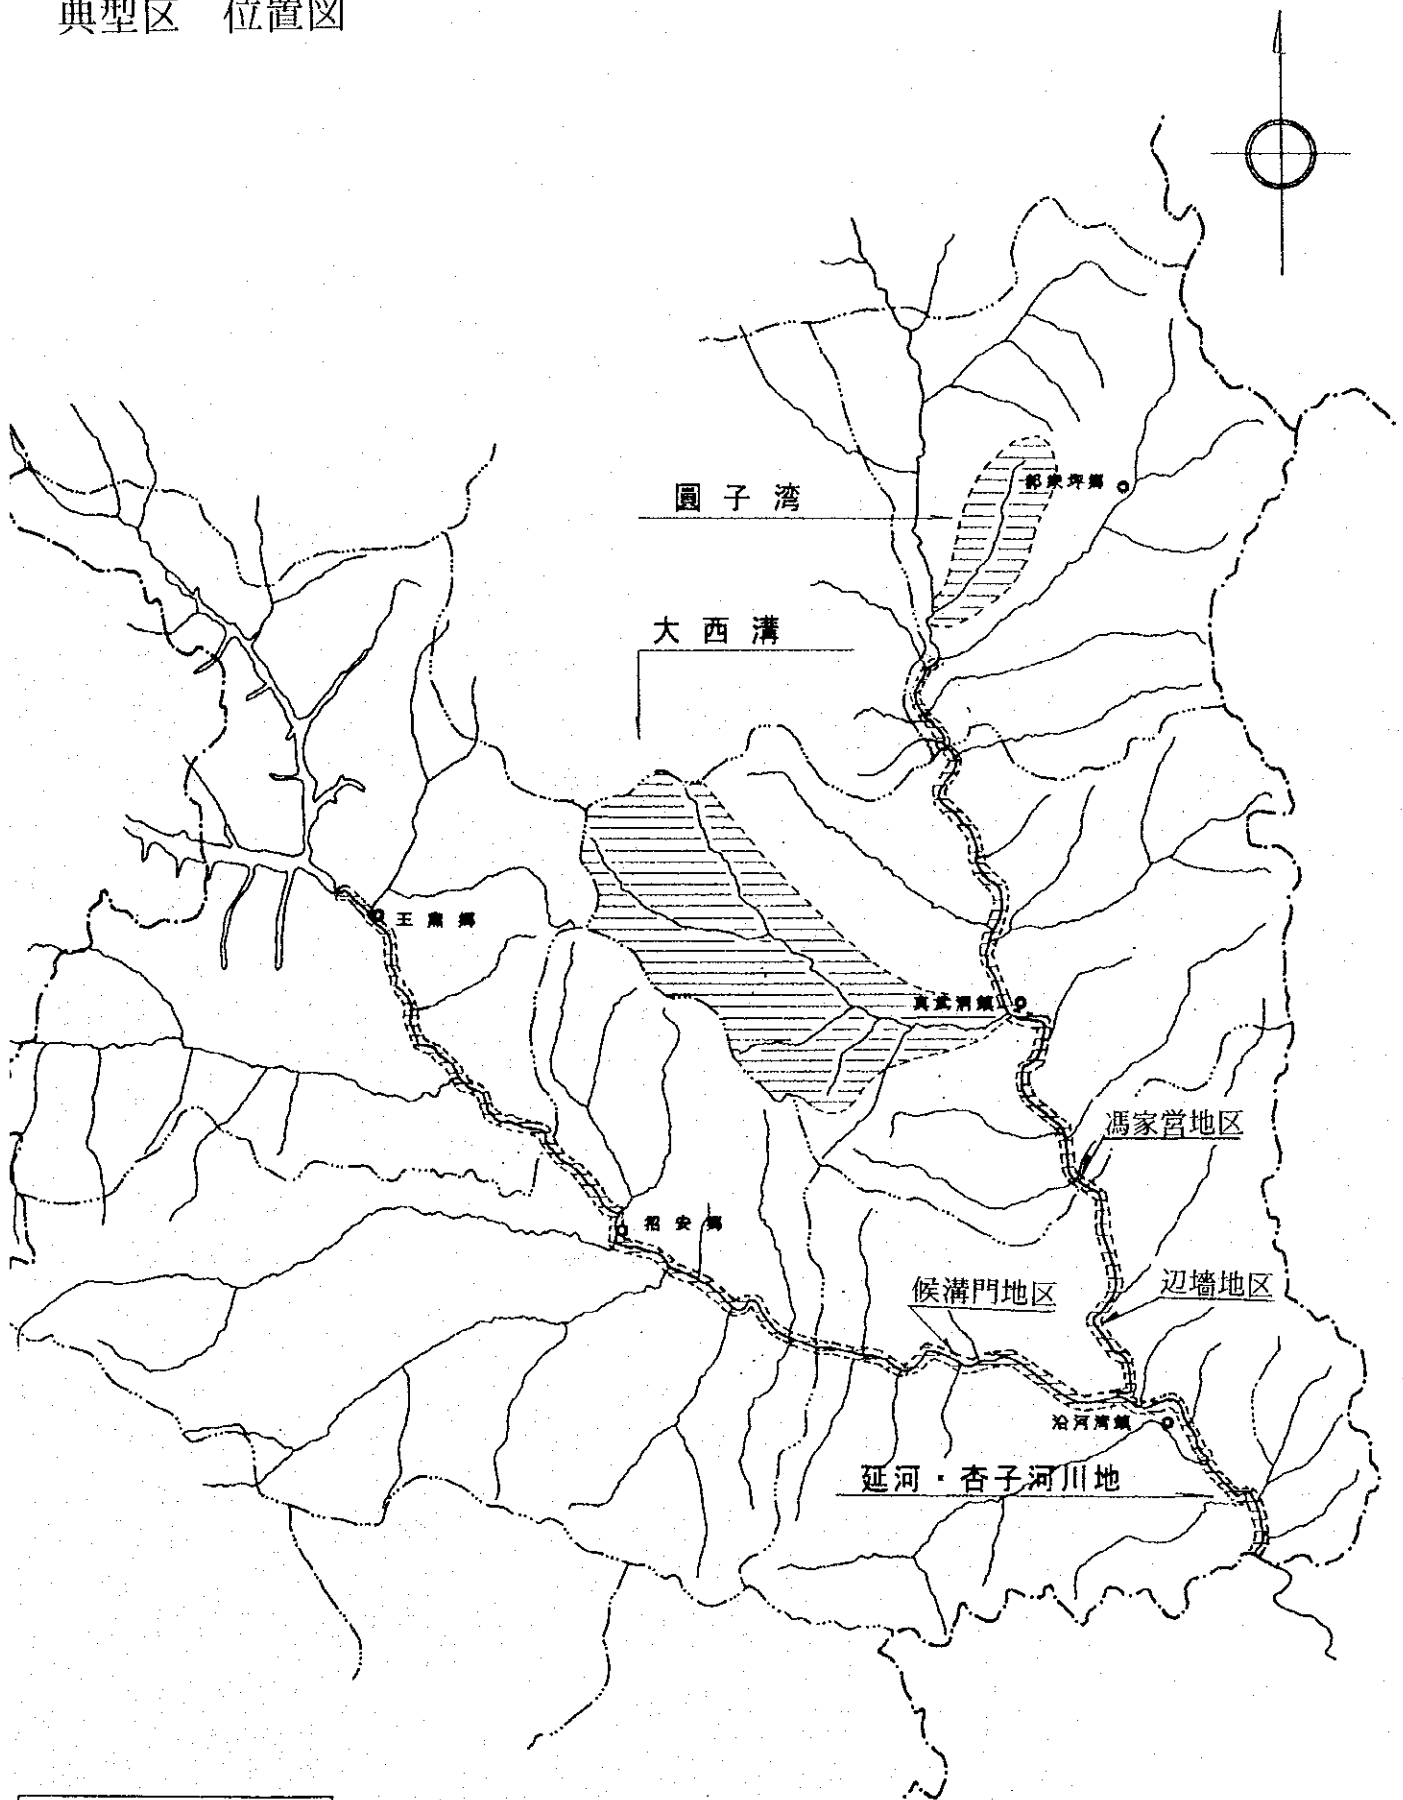 典型区 位置図
郝家坪郷
圓子湾
大西溝
王窯郷
真武洞鎮
馮家営地区
招安郷
候溝門地区
辺墻地区
沿河湾鎮
延河・杏子河川地